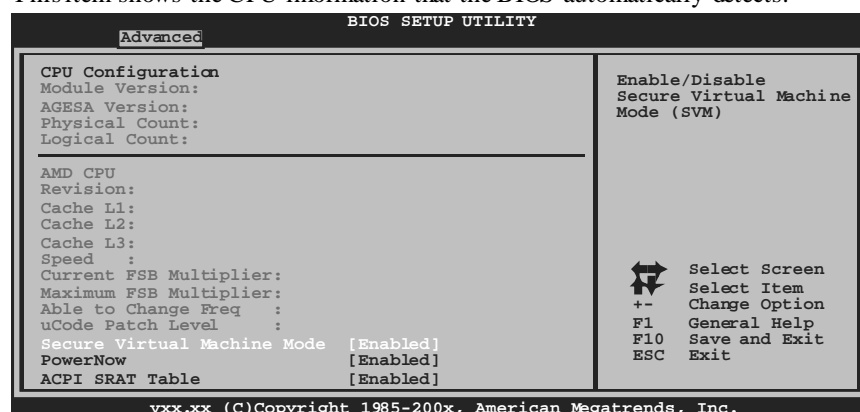 This item shows the CPU information that the BIOS automatically detects.
BIOS SETUP UTILITY
Advanced
CPU Configuration
Module Version:
AGESA Version:
Physical Count:
Logical Count:
AMD CPU
Revision:
Cache L1:
Cache L2:
Cache L3:
Speed :
Current FSB Multiplier:
Maximum FSB Multiplier:
Able to Change Freq :
uCode Patch Level :
Secure Virtual Machine Mode [Enabled]
PowerNow [Enabled]
ACPI SRAT Table [Enabled]
Enable/Disable
Secure Virtual Machine
Mode (SVM)
Select Screen
Select Item
+- Change Option
F1 General Help
F10 Save and Exit
ESC Exit
vxx.xx (C)Copyright 1985-200x, American Megatrends, Inc.